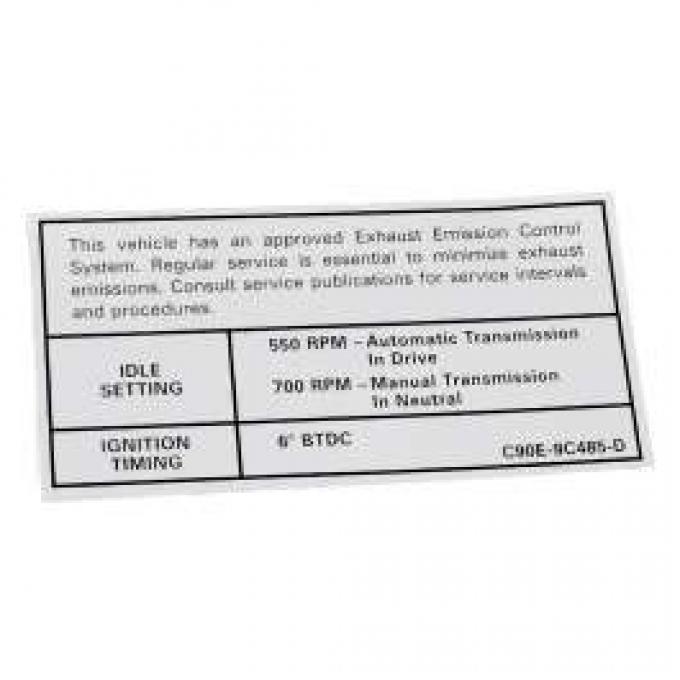 This vehicle has an approved Exhaust Emission Control
System. Regular service is essential to minimize exhaust
emissions. Consult service publications for service intervals
and procedures.
IDLE
SETTING
550 RPM – Automatic Transmission
In Drive
700 RPM – Manual Transmission
In Neutral
IGNITION
TIMING
6° BTDC
C90E-9C485-D